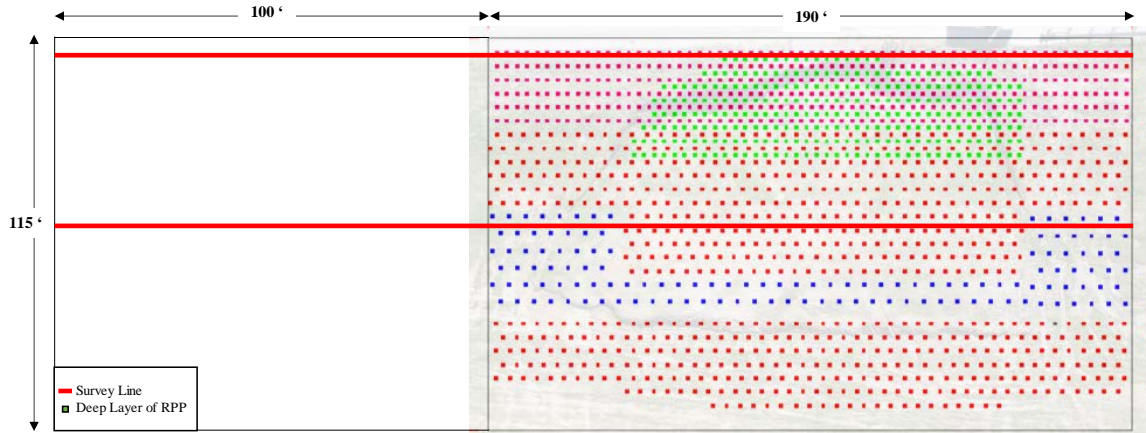 100 ‘
190 ‘
115 ‘
Survey Line
Deep Layer of RPP